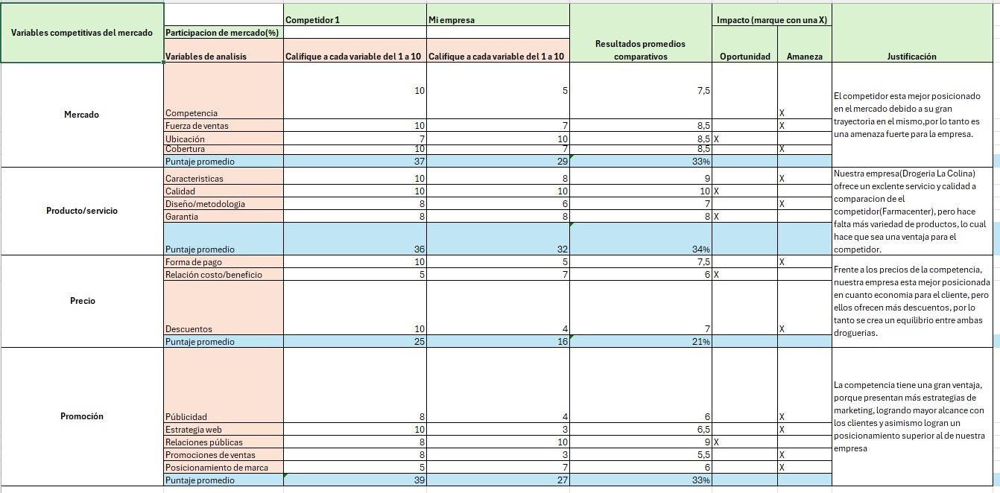 Variables competitivas del mercado
Competidor 1 Mi empresa Impacto (marque con una X)
Participacion de mercado(%)
Variables de analisis Califique a cada variable del 1 a 10 Califique a cada variable del 1 a 10 Resultados promedios comparativos Oportunidad Amaneza Justificación
Mercado
Competencia 10 5 7,5 X
Fuerza de ventas 10 7 8,5 X
Ubicación 7 10 8,5 X
Cobertura 10 7 8,5 X
Puntaje promedio 37 29 33%
El competidor esta mejor posicionado
en el mercado debido a su gran
trayectoria en el mismo,por lo tanto es
una amenaza fuerte para la empresa.
Producto/servicio
Caracteristicas 10 8 9 X
Calidad 10 10 10 X
Diseño/metodologia 8 6 7 X
Garantia 8 8 8 X
Puntaje promedio 36 32 34%
Nuestra empresa(Drogeria La Colina)
ofrece un exclente servicio y calidad a
comparacion de el
competidor(Farmacenter), pero hace
falta más variedad de productos, lo cual
hace que sea una ventaja para el
competidor.
Precio
Forma de pago 10 5 7,5 X
Relación costo/beneficio 5 7 6 X
Descuentos 10 4 7 X
Puntaje promedio 25 16 21%
Frente a los precios de la competencia,
nuestra empresa esta mejor posicionada
en cuanto economia para el cliente, pero
ellos ofrecen más descuentos, por lo
tanto se crea un equilibrio entre ambas
droguerias.
Promoción
Públicidad 8 4 6 X
Estrategia web 10 3 6,5 X
Relaciones públicas 8 10 9 X
Promociones de ventas 8 3 5,5 X
Posicionamiento de marca 5 7 6 X
Puntaje promedio 39 27 33%
La competencia tiene una gran ventaja,
porque presentan más estrategias de
marketing, logrando mayor alcance con
los clientes y asimismo logran un
posicionamiento superior al de nuestra
empresa